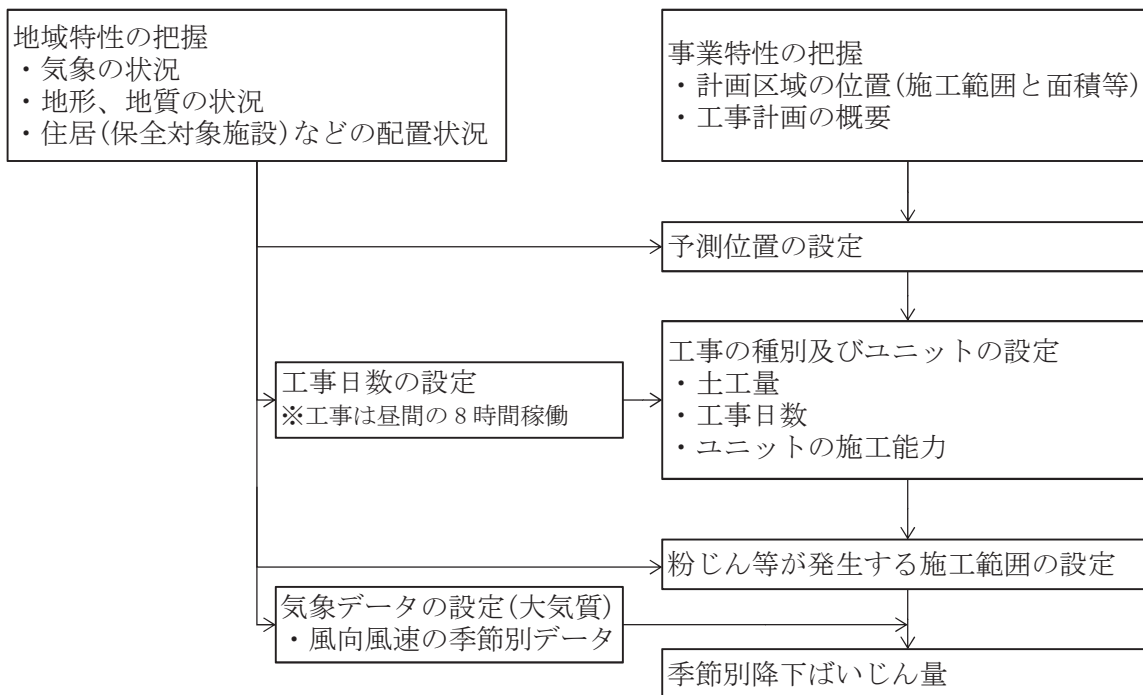 地域特性の把握
・気象の状況
・地形、地質の状況
・住居(保全対象施設)などの配置状況
事業特性の把握
・計画区域の位置(施工範囲と面積等)
・工事計画の概要
予測位置の設定
工事日数の設定
※工事は昼間の8時間稼働
工事の種別及びユニットの設定
・土工量
・工事日数
・ユニットの施工能力
粉じん等が発生する施工範囲の設定
気象データの設定(大気質)
・風向風速の季節別データ
季節別降下ばいじん量